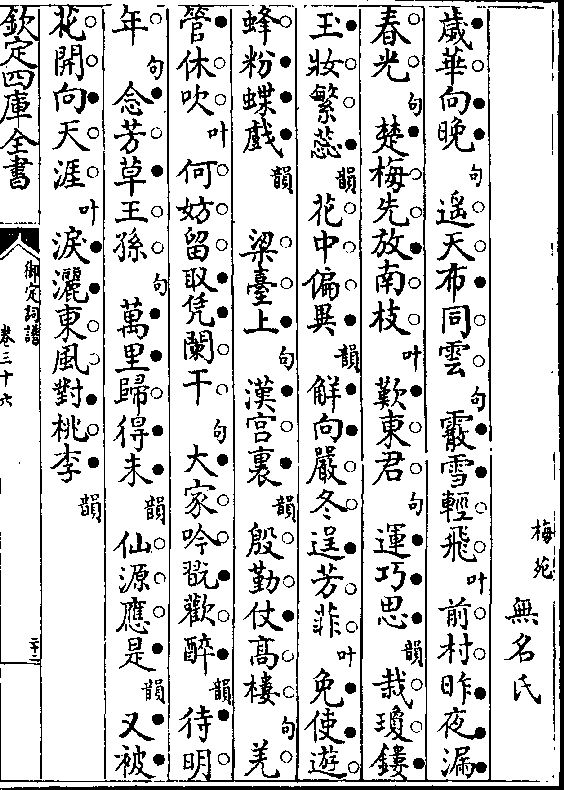 梅苑 無名氏
歲華向晚句遙天布同雲句霰雪輕飛叶前村昨夜漏
春光句楚梅先放南枝叶歎東君句運巧思韻裁瓊鏤
玉妝繁蕊韻花中偏異韻解向嚴冬逞芳菲叶免使遊
蜂粉蝶戲韻梁臺上句漢宮裏韻殷勤仗高樓句羌
管休吹叶何妨留取凭闌干句大家吟翫歡醉韻待明
年句念芳草王孫句萬里歸得未韻仙源應是韻又被
花開向天涯叶淚灑東風對桃李韻
欽定四庫全書
御定詞譜
卷三十六